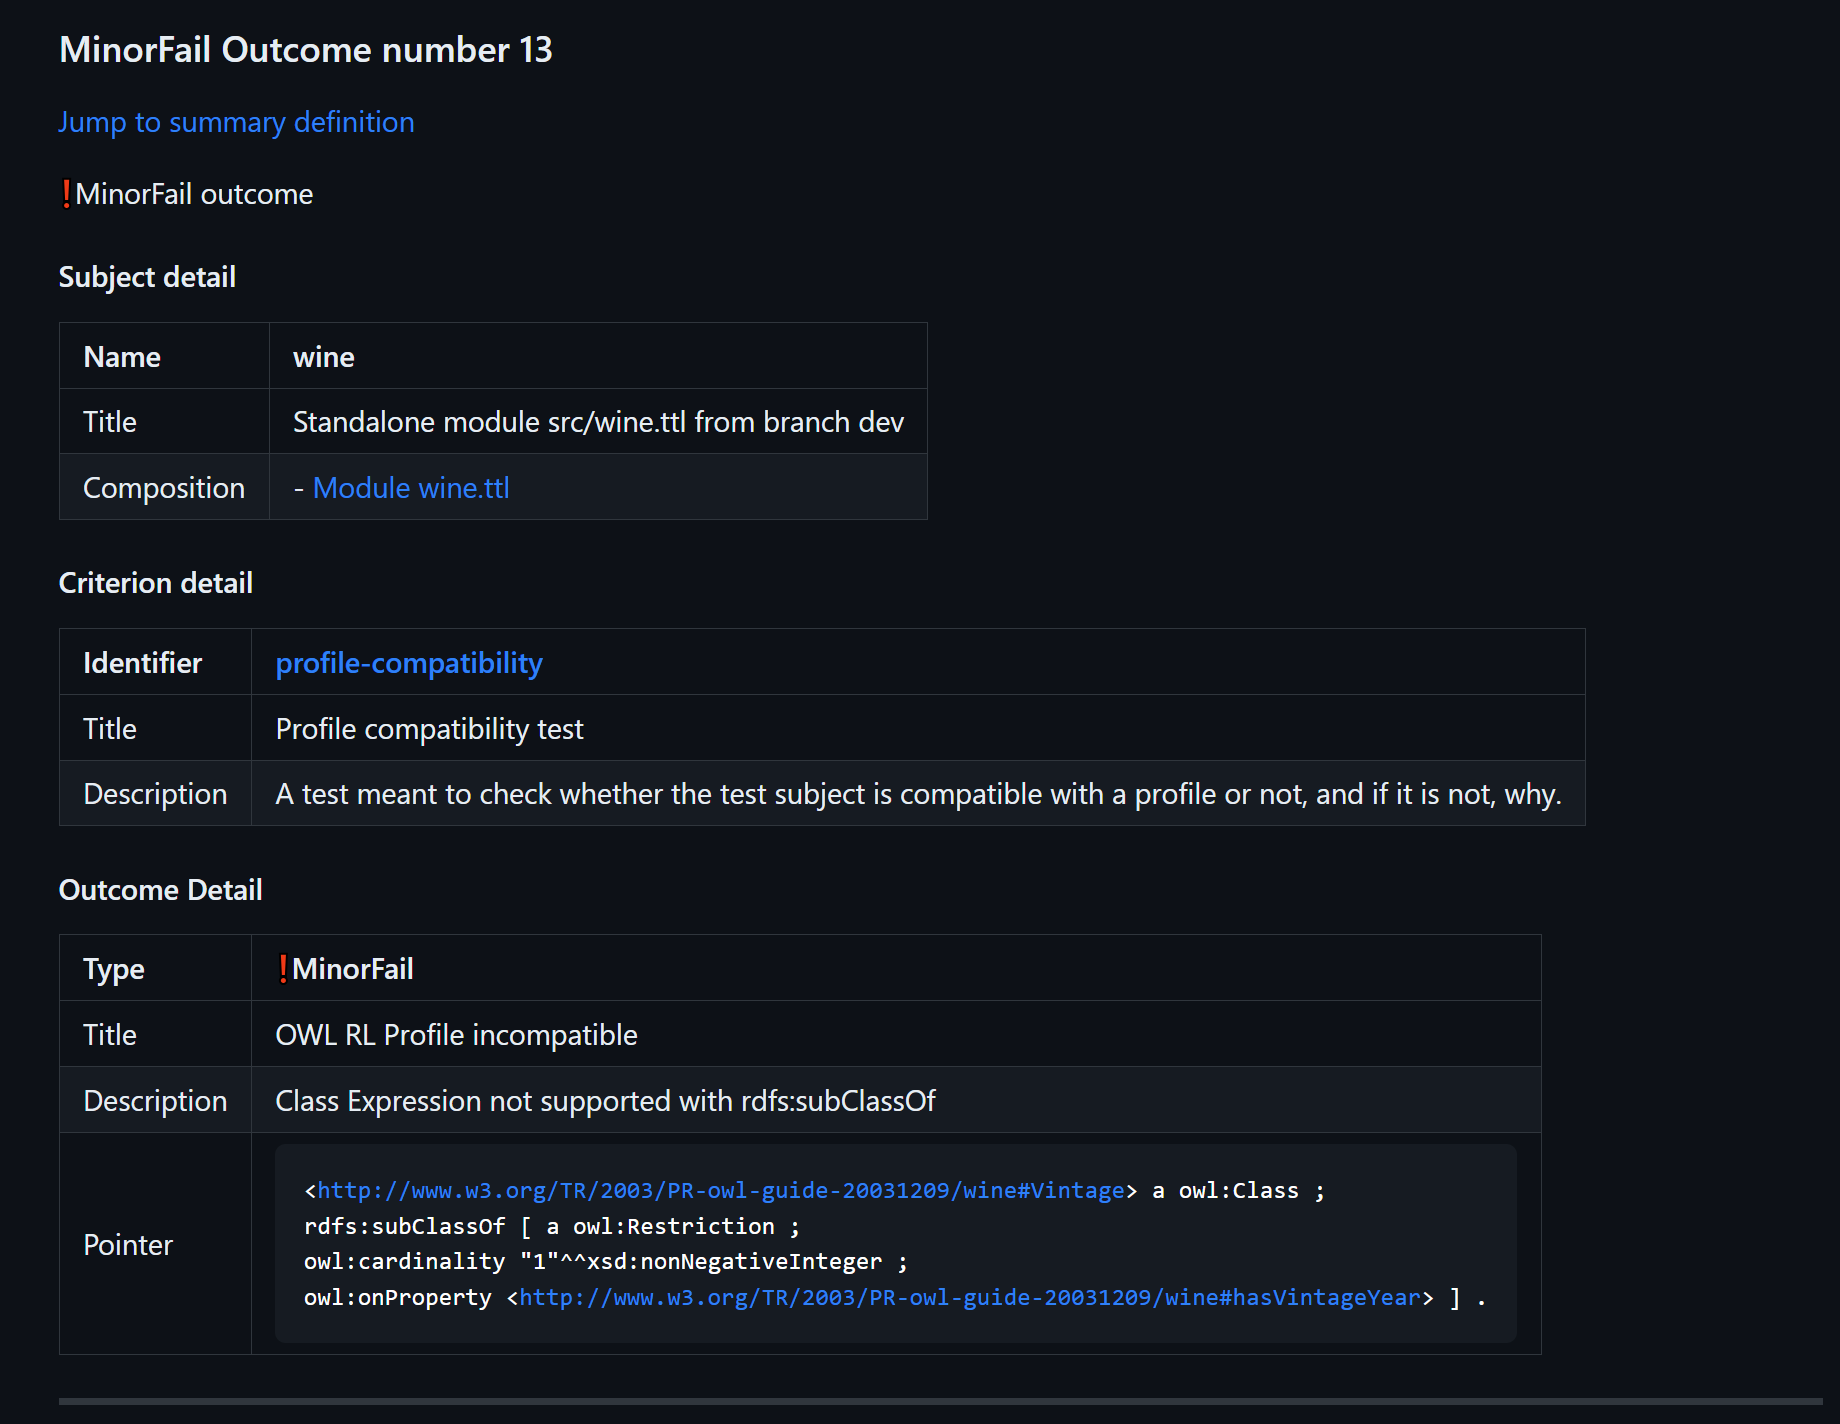 MinorFail Outcome number 13
Jump to summary definition
❗MinorFail outcome
Subject detail
Name wine
Title Standalone module src/wine.ttl from branch dev
Composition - Module wine.ttl
Criterion detail
Identifier profile-compatibility
Title Profile compatibility test
Description A test meant to check whether the test subject is compatible with a profile or not, and if it is not, why.
Outcome Detail
Type ❗MinorFail
Title OWL RL Profile incompatible
Description Class Expression not supported with rdfs:subClassOf
Pointer
<http://www.w3.org/TR/2003/PR-owl-guide-20031209/wine#Vintage> a owl:Class ;
rdfs:subClassOf [ a owl:Restriction ;
owl:cardinality "1"^^xsd:nonNegativeInteger ;
owl:onProperty <http://www.w3.org/TR/2003/PR-owl-guide-20031209/wine#hasVintageYear> ] .